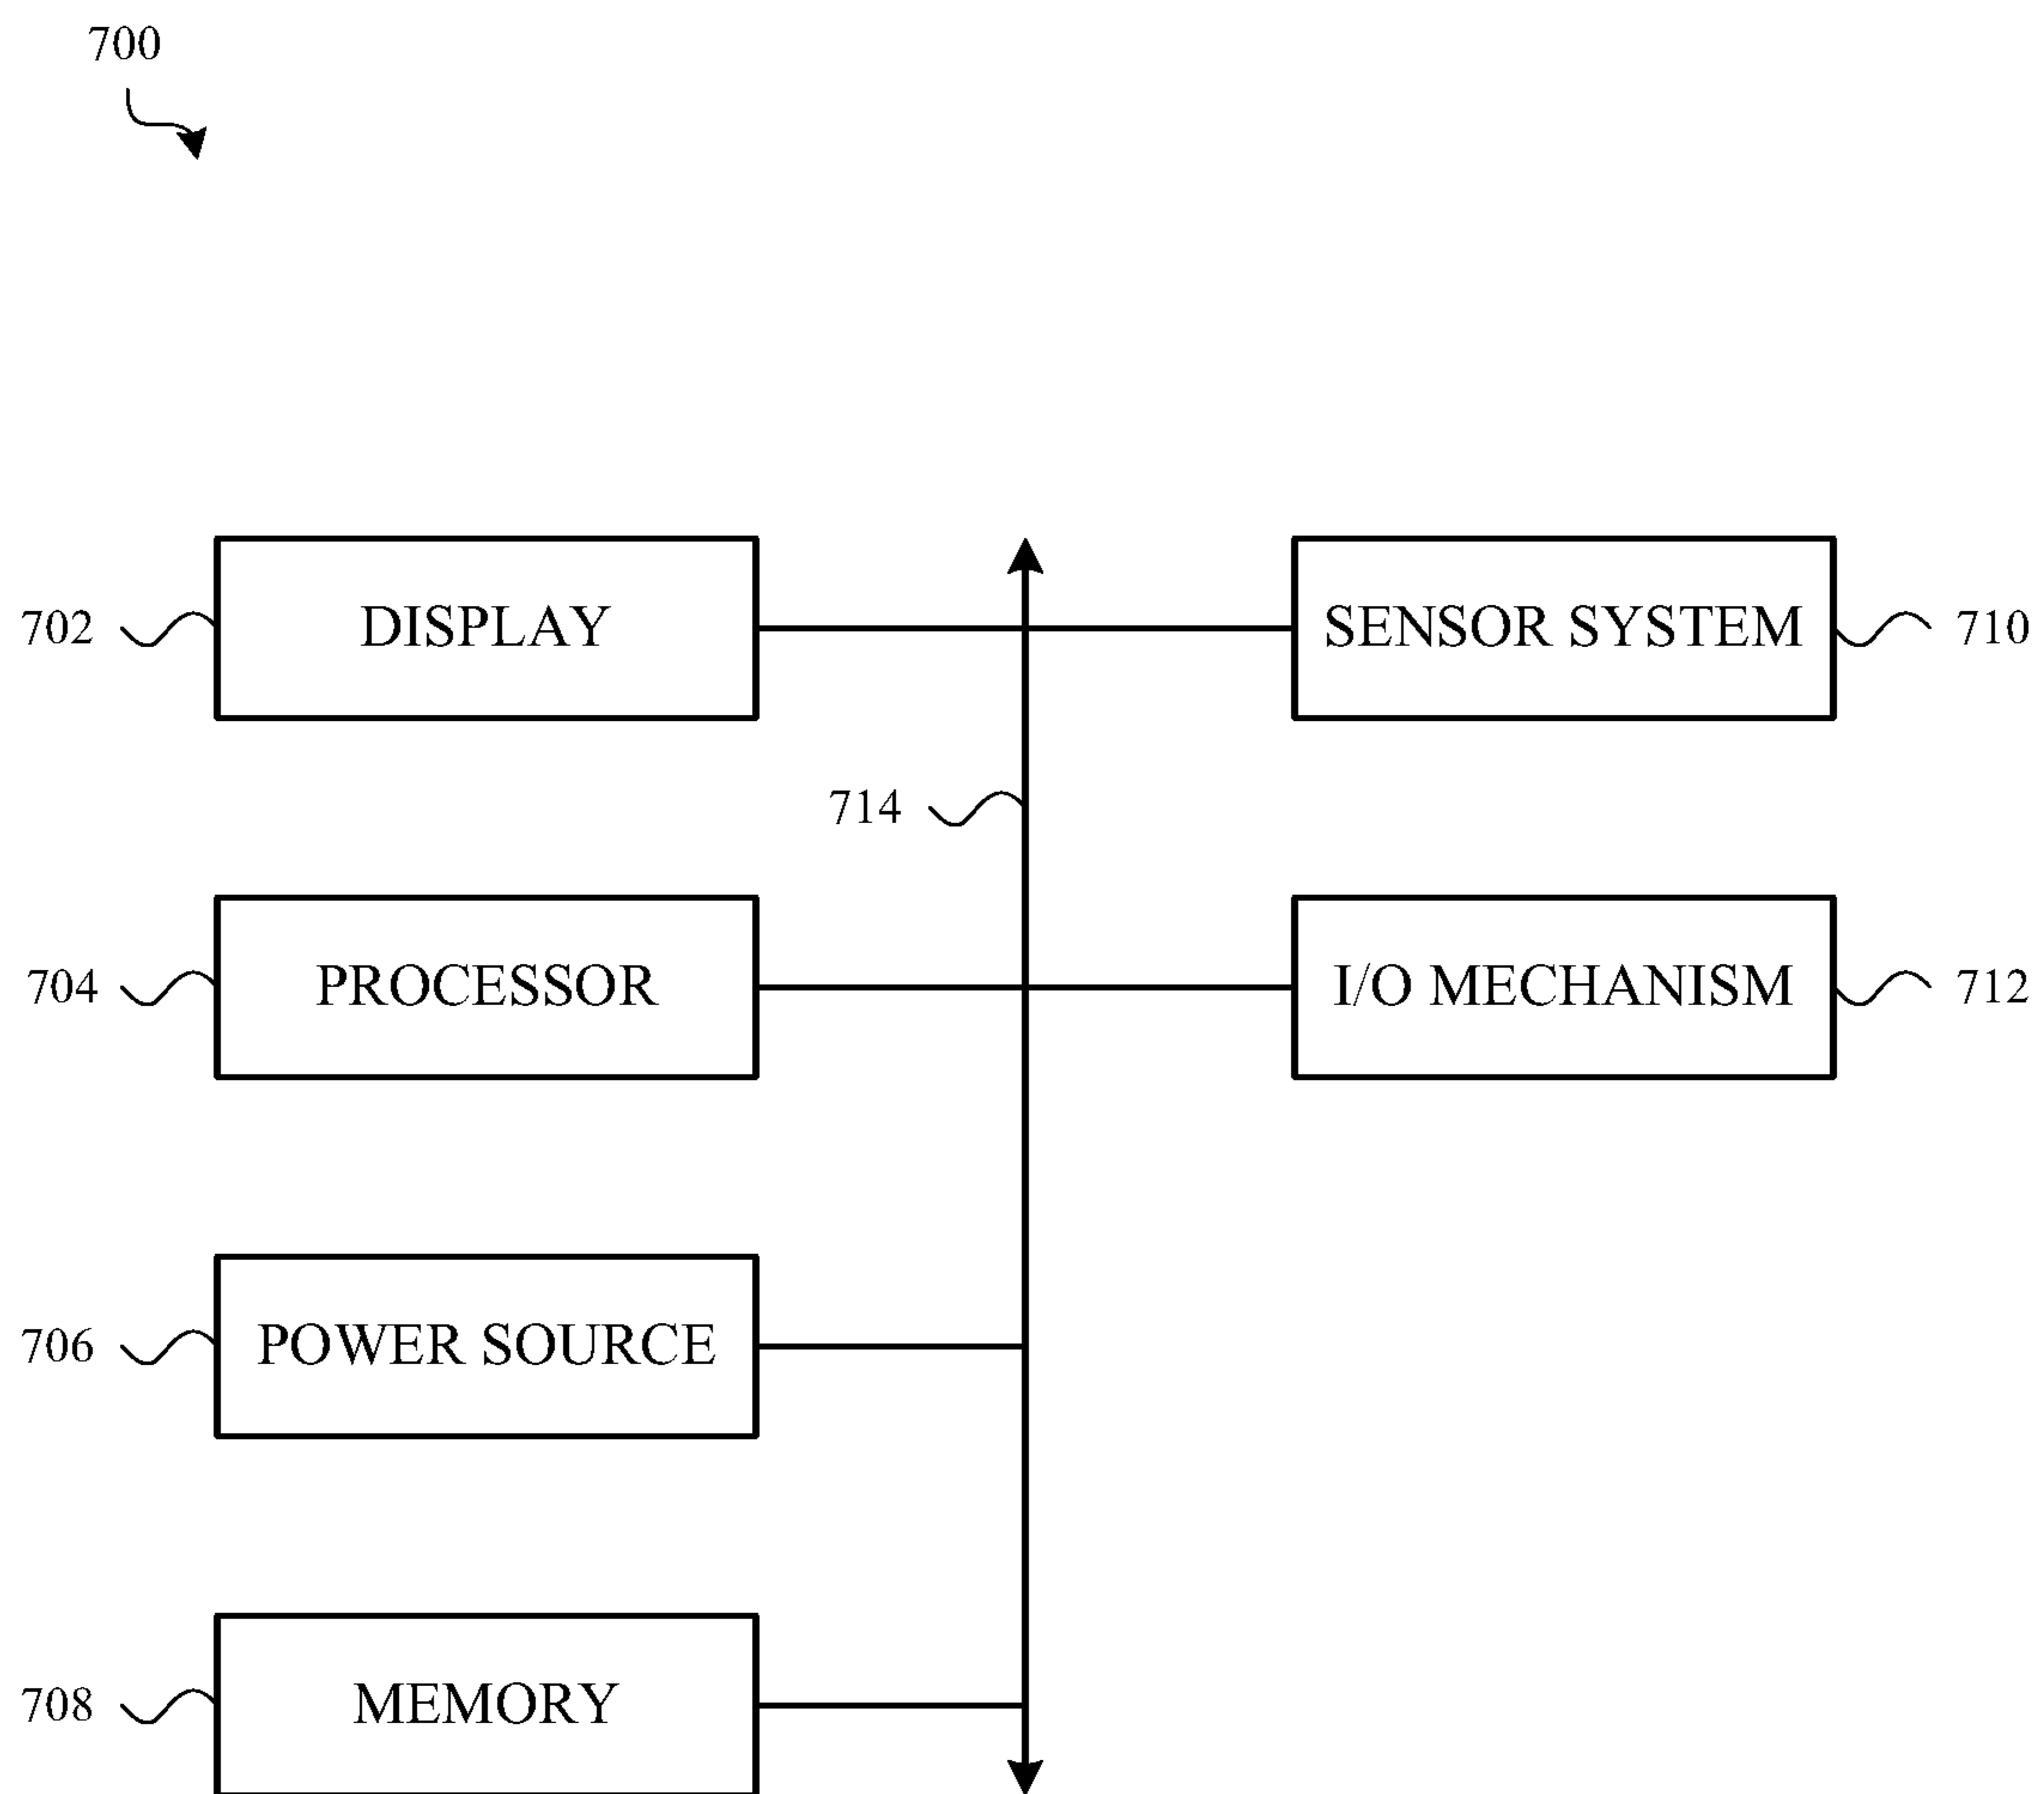 700
702 DISPLAY SENSOR SYSTEM 710
714
704 PROCESSOR I/O MECHANISM 712
706 POWER SOURCE
708 MEMORY